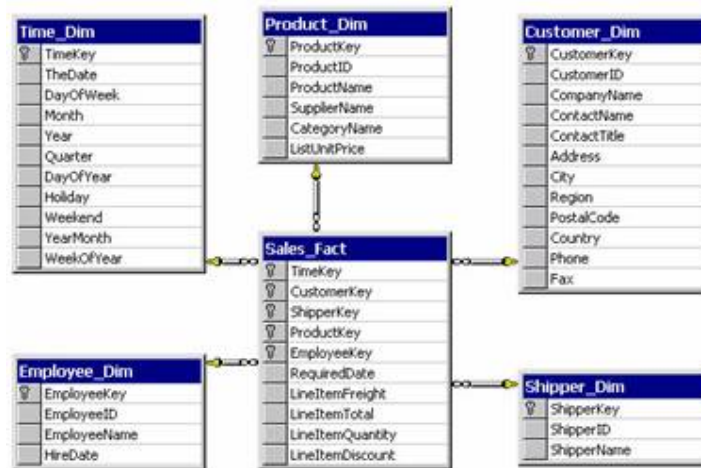 Time_Dim
TimeKey
TheDate
DayOfWeek
Month
Year
Quarter
DayOfYear
Holiday
Weekend
YearMonth
WeekOfYear
Product_Dim
ProductKey
ProductID
ProductName
SupplierName
CategoryName
ListUnitPrice
Customer_Dim
CustomerKey
CustomerID
CompanyName
ContactName
ContactTitle
Address
City
Region
PostalCode
Country
Phone
Fax
Sales_Fact
TimeKey
CustomerKey
ShipperKey
ProductKey
EmployeeKey
RequiredDate
LineItemFreight
LineItemTotal
LineItemQuantity
LineItemDiscount
Employee_Dim
EmployeeKey
EmployeeID
EmployeeName
HireDate
Shipper_Dim
ShipperKey
ShipperID
ShipperName